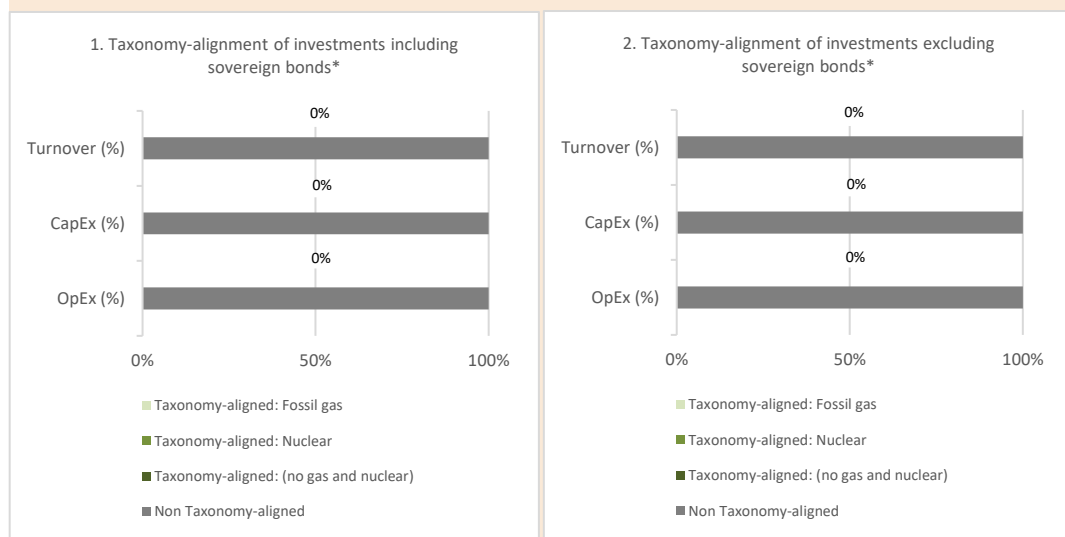 1. Taxonomy-alignment of investments including
sovereign bonds*
0%
Turnover (%)
0%
CapEx (%)
0%
OpEx (%)
0% 50% 100%
Taxonomy-aligned: Fossil gas
Taxonomy-aligned: Nuclear
Taxonomy-aligned: (no gas and nuclear)
Non Taxonomy-aligned
2. Taxonomy-alignment of investments excluding
sovereign bonds*
0%
Turnover (%)
0%
CapEx (%)
0%
OpEx (%)
0% 50% 100%
Taxonomy-aligned: Fossil gas
Taxonomy-aligned: Nuclear
Taxonomy-aligned: (no gas and nuclear)
Non Taxonomy-aligned